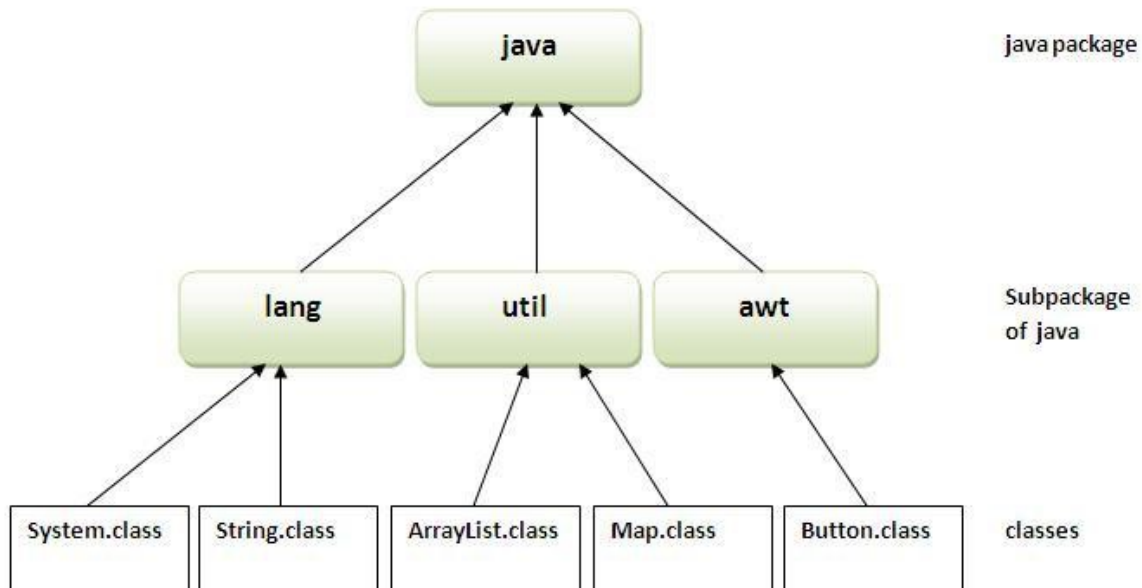 java
java package
lang
util
awt
Subpackage
of java
System.class
String.class
ArrayList.class
Map.class
Button.class
classes